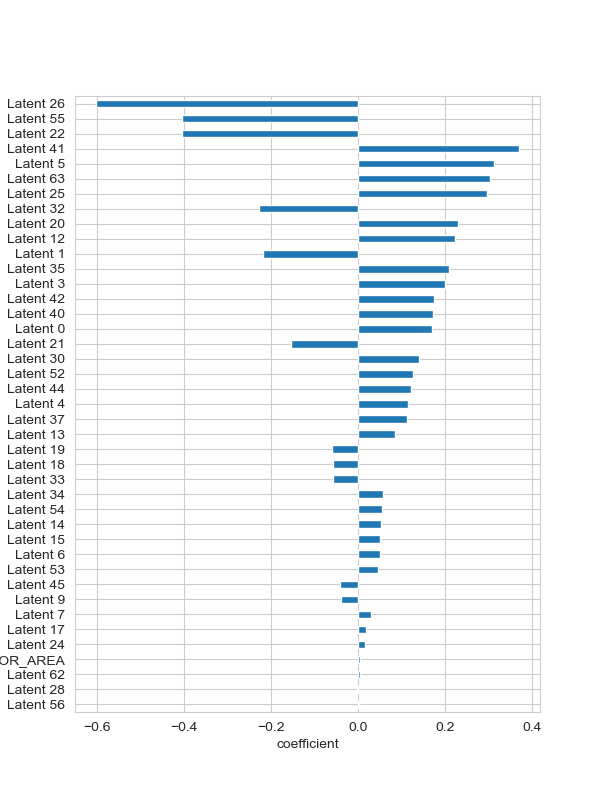 Latent 26
Latent 55
Latent 22
Latent 41
Latent 5
Latent 63
Latent 25
Latent 32
Latent 20
Latent 12
Latent 1
Latent 35
Latent 3
Latent 42
Latent 40
Latent 0
Latent 21
Latent 30
Latent 52
Latent 44
Latent 4
Latent 37
Latent 13
Latent 19
Latent 18
Latent 33
Latent 34
Latent 54
Latent 14
Latent 15
Latent 6
Latent 53
Latent 45
Latent 9
Latent 7
Latent 17
Latent 24
OR_AREA
Latent 62
Latent 28
Latent 56
−0.6 −0.4 −0.2 0.0 0.2 0.4
coefficient